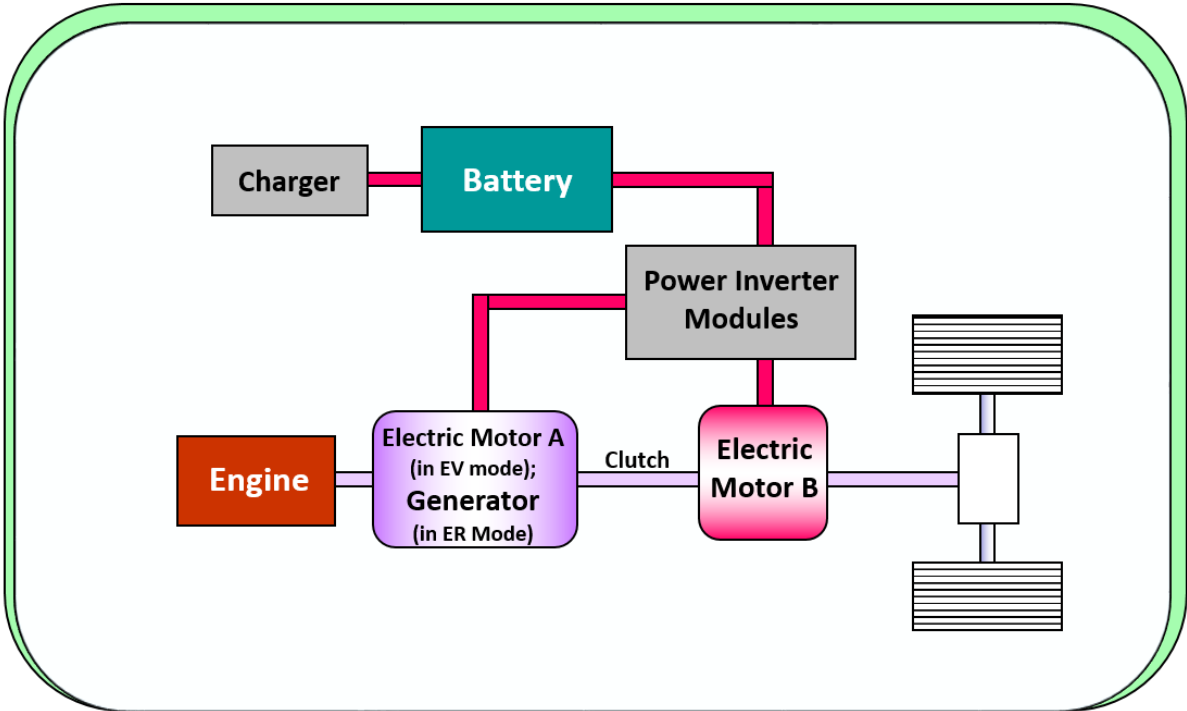 Charger
Battery
Power Inverter
Modules
Engine
Electric Motor A
(in EV mode);
Generator
(in ER Mode)
Clutch
Electric
Motor B